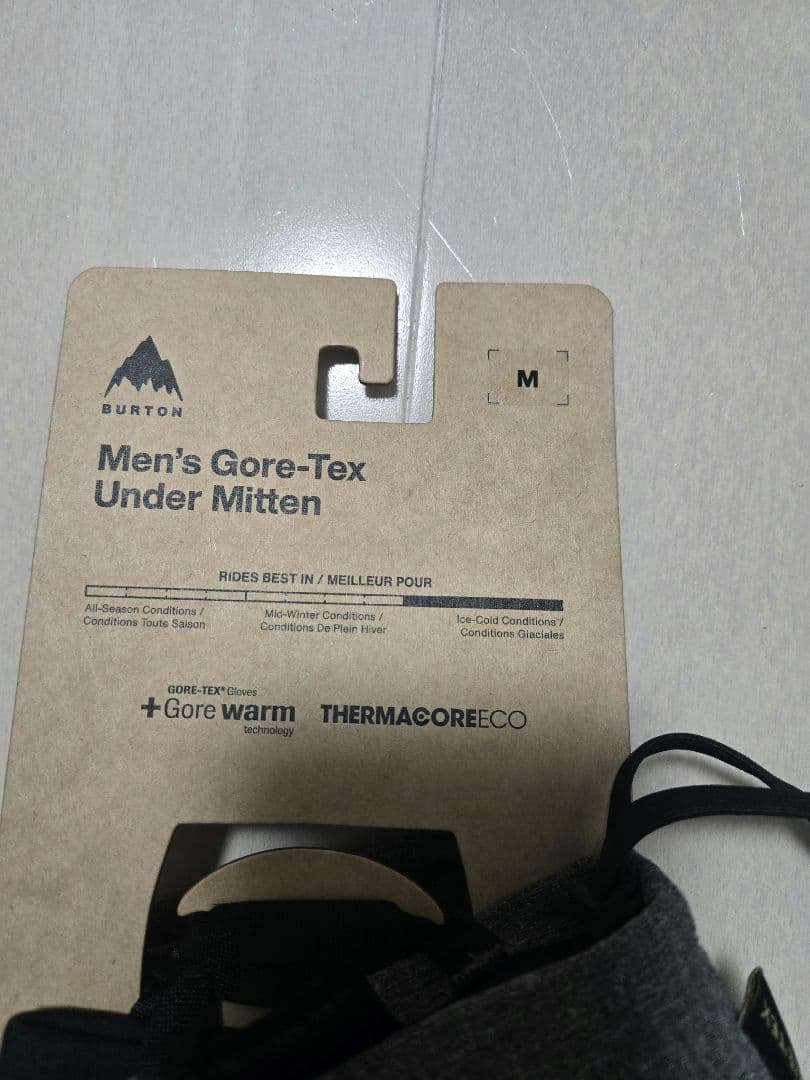 BURTON
M
Men's Gore-Tex
Under Mitten
RIDES BEST IN / MEILLEUR POUR
All-Season Conditions /
Conditions Toute Saison
Mid-Winter Conditions /
Conditions De Plein Hiver
Ice-Cold Conditions /
Conditions Glaciales
GORE-TEX® Gloves
+Gore warm
technology
THERMACOREECO